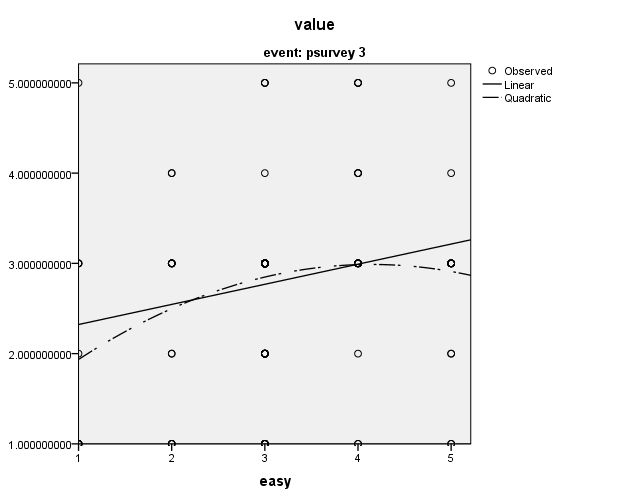 value
event: psurvey 3
5.000000000
4.000000000
3.000000000
2.000000000
1.000000000
1 2 3 4 5
easy
Observed
Linear
Quadratic